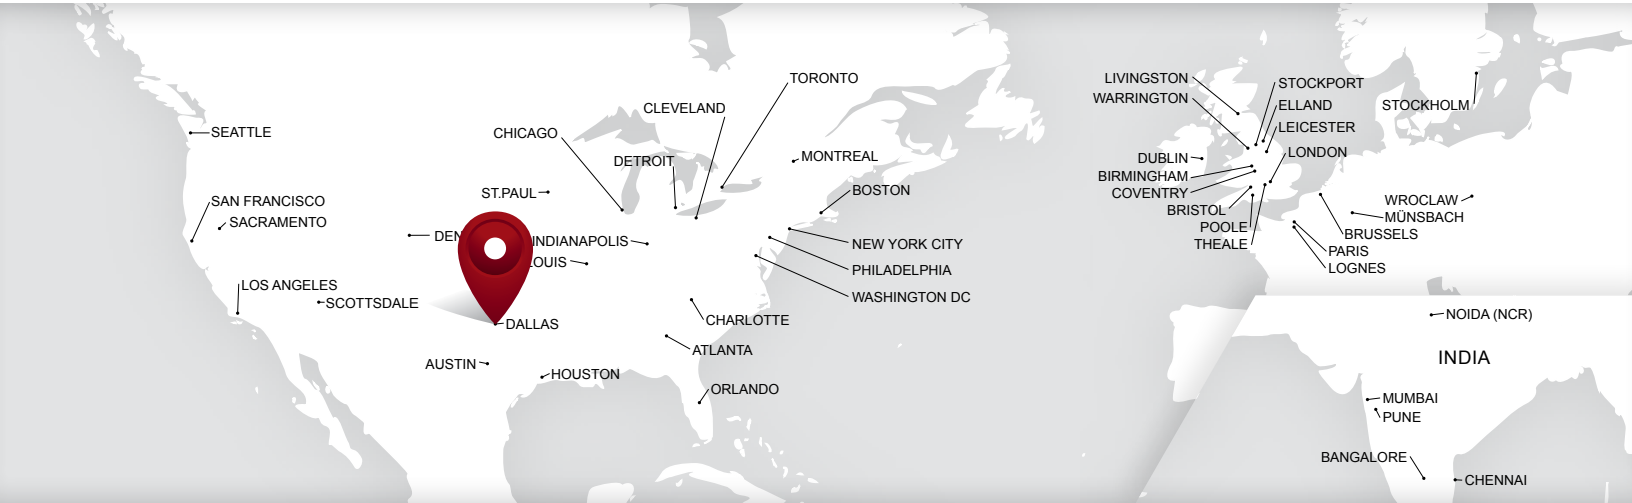 TORONTO
CLEVELAND
CHICAGO
SEATTLE
DETROIT
MONTREAL
ST.PAUL
BOSTON
SAN FRANCISCO
SACRAMENTO
DEN
INDIANAPOLIS
NEW YORK CITY
OUIS
PHILADELPHIA
LOS ANGELES
WASHINGTON DC
SCOTTSDALE
DALLAS
CHARLOTTE
ATLANTA
AUSTIN
HOUSTON
ORLANDO
LIVINGSTON
STOCKPORT
WARRINGTON
ELLAND
STOCKHOLM
LEICESTER
LONDON
DUBLIN
BIRMINGHAM
COVENTRY
WROCLAW
BRISTOL
MÜNSBACH
POOLE
BRUSSELS
THEALE
PARIS
LOGNES
NOIDA (NCR)
INDIA
MUMBAI
PUNE
BANGALORE
CHENNAI